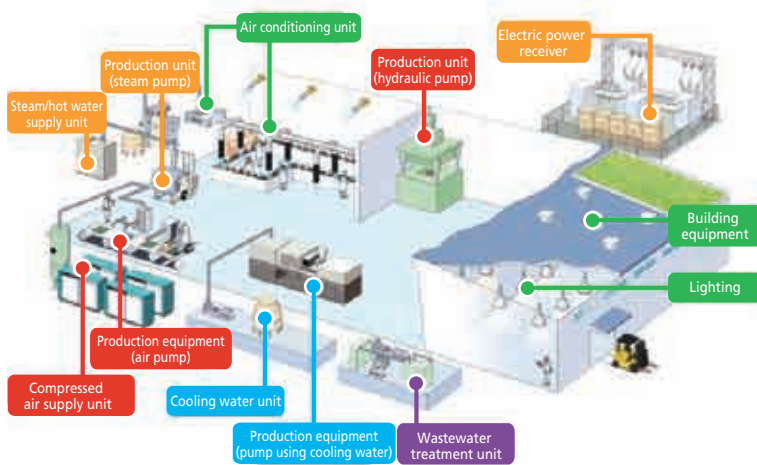 Air conditioning unit
Electric power
receiver
Production unit
(steam pump)
Production unit
(hydraulic pump)
Steam/hot water
supply unit
Building
equipment
Lighting
Production equipment
(air pump)
Compressed
air supply unit
Cooling water unit
Production equipment
(pump using cooling water)
Wastewater
treatment unit